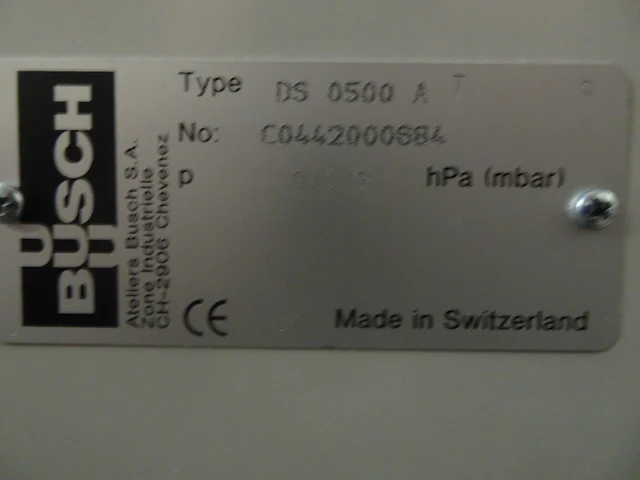 BUSCH
Ateliers Busch S.A.
Zone Industrielle
CH-2906 Chevenez
Type DS 0500 A
No: C0442000684
p hPa (mbar)
CE Made in Switzerland